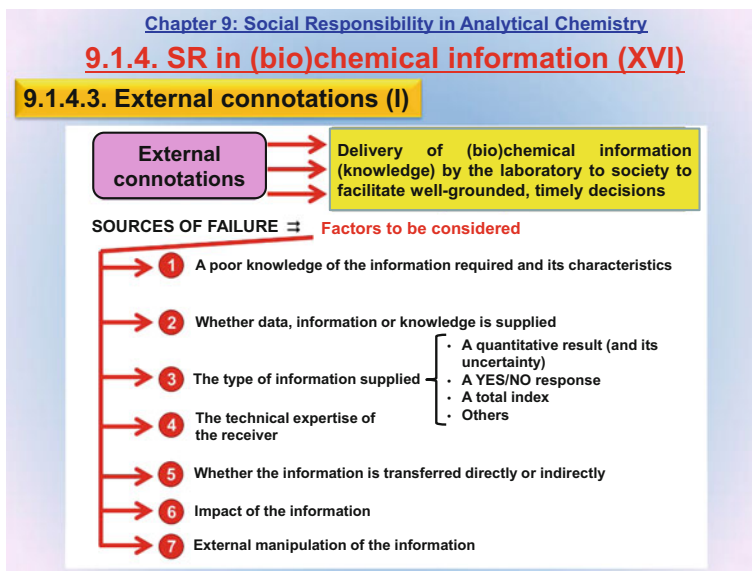 Chapter 9: Social Responsibility in Analytical Chemistry
9.1.4. SR in (bio)chemical information (XVI)
9.1.4.3. External connotations (I)
External
connotations
Delivery of (bio)chemical information
(knowledge) by the laboratory to society to
facilitate well-grounded, timely decisions
SOURCES OF FAILURE ⇉ Factors to be considered
1 A poor knowledge of the information required and its characteristics
2 Whether data, information or knowledge is supplied
3 The type of information supplied
• A quantitative result (and its
uncertainty)
• A YES/NO response
• A total index
• Others
4 The technical expertise of
the receiver
5 Whether the information is transferred directly or indirectly
6 Impact of the information
7 External manipulation of the information